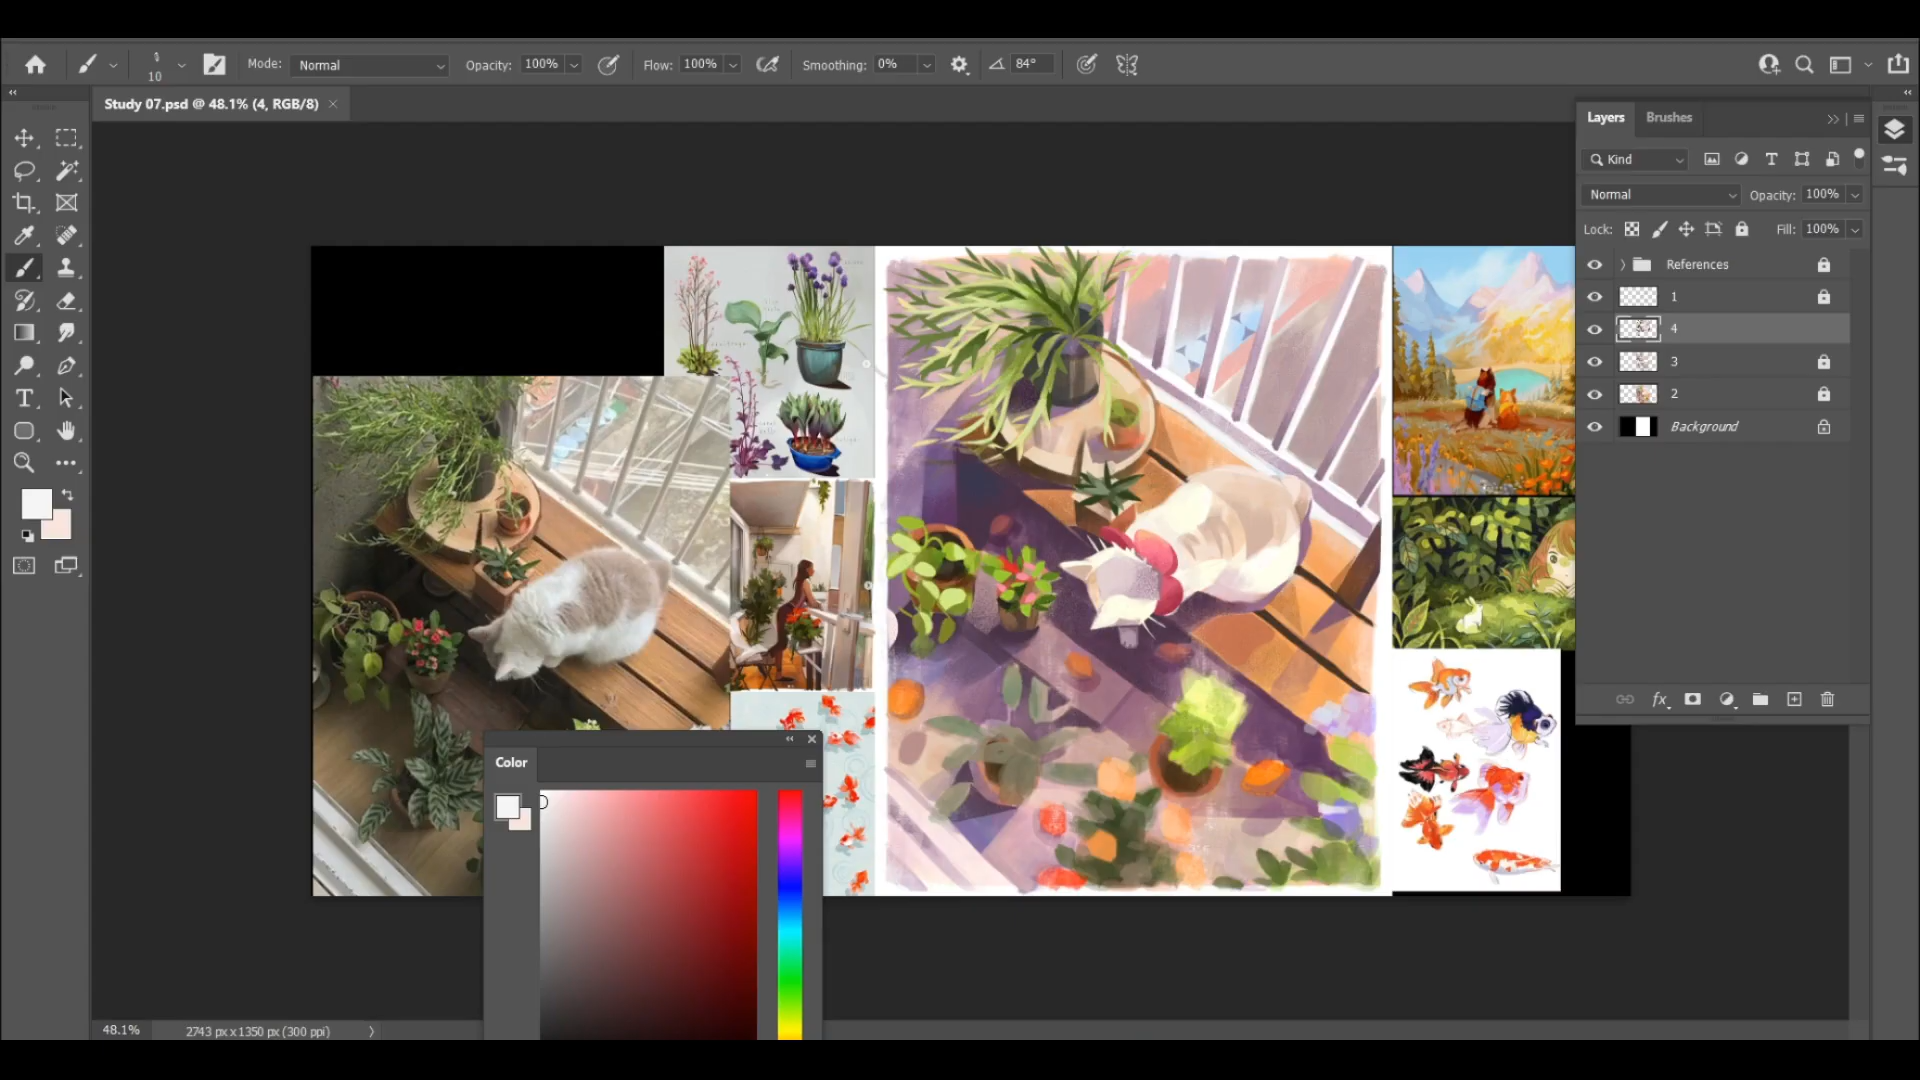 10
Mode:
Normal
Opacity:
100%
Flow:
100%
Smoothing:
0%
84°
Study 07.psd @ 48.1% (4, RGB/8)
Layers
Brushes
Kind
Normal
Opacity:
100%
Lock:
Fill:
100%
References
1
4
3
2
Background
fx
Color
48.1%
2743 px x 1350 px (300 ppi)